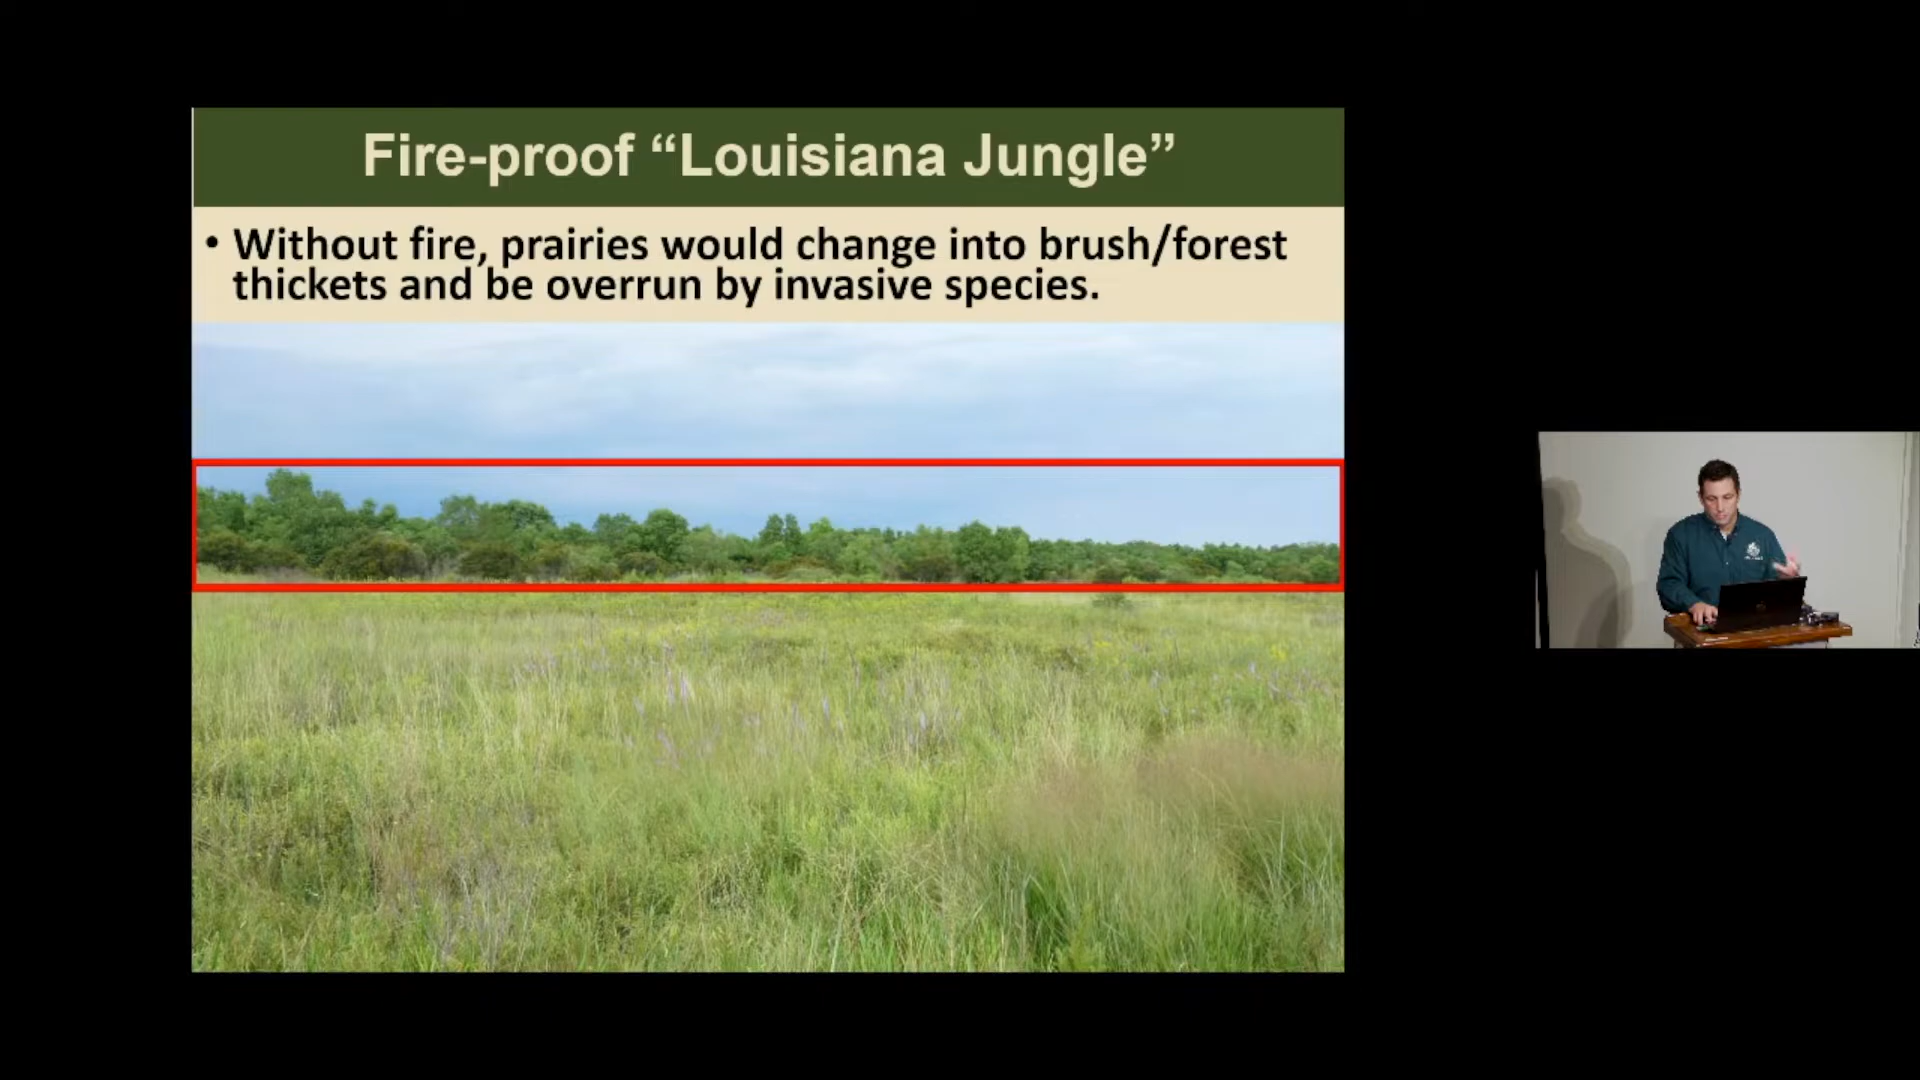 Fire-proof “Louisiana Jungle”
• Without fire, prairies would change into brush/forest
thickets and be overrun by invasive species.